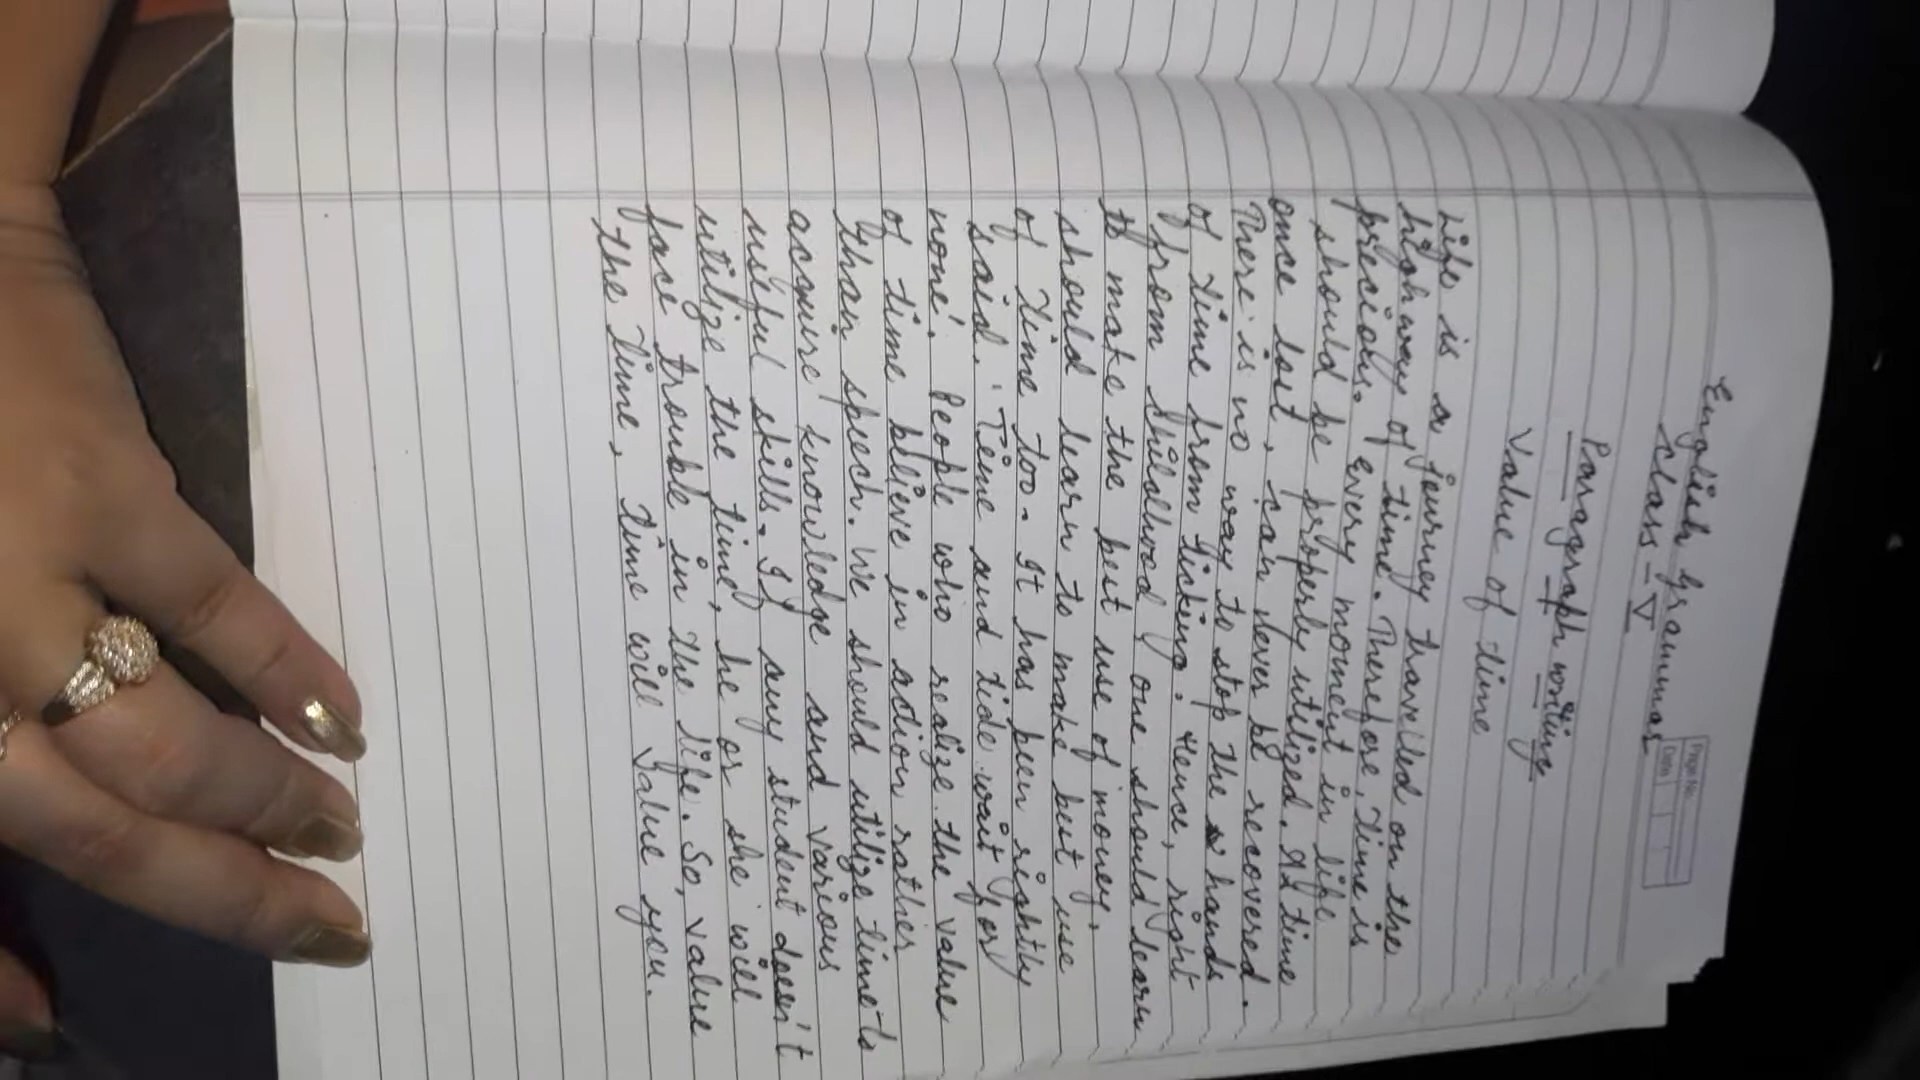 Page No.
Date
English Grammar
Class - V
Paragraph writing
Value of time
Life is a journey travelled on the
highway of time. Therefore, time is
precious. Every moment in life
should be properly utilized. As time
once lost, can never be recovered.
There is no way to stop the hands
of time from ticking. Hence, right
from childhood, one should learn
to make the best use of money,
should learn to make best use
of time too. It has been rightly
said. 'Time and tide wait for
none'. People who realize the value
of time believe in action rather
than speech. We should utilize time to
acquire knowledge and various
useful skills. If any student doesn't
utilize the time, he or she will
face trouble in the life. So, value
the time, time will value you.